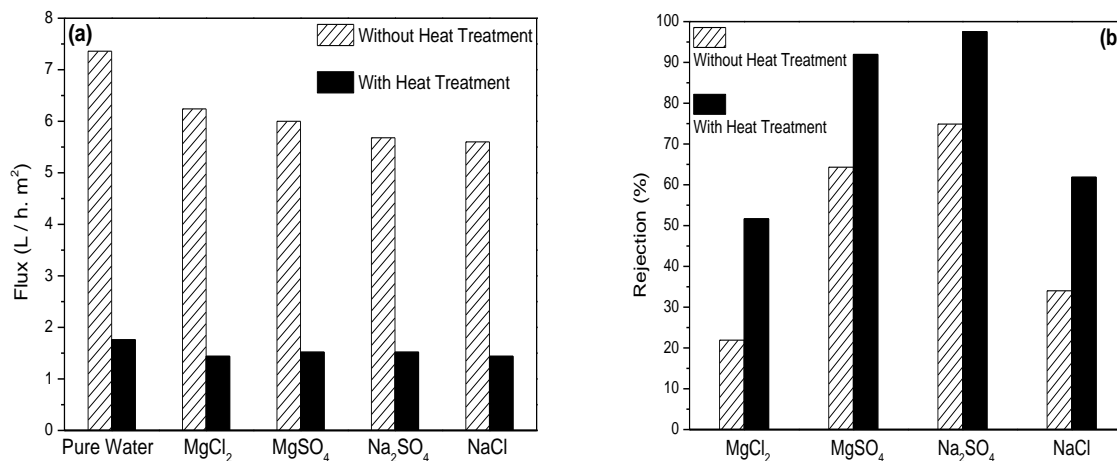 (a)
Without Heat Treatment
With Heat Treatment
Flux (L / h. m²)
8
7
6
5
4
3
2
1
0
Pure Water MgCl₂ MgSO₄ Na₂SO₄ NaCl
(b
Without Heat Treatment
With Heat Treatment
Rejection (%)
100
90
80
70
60
50
40
30
20
10
0
MgCl₂ MgSO₄ Na₂SO₄ NaCl